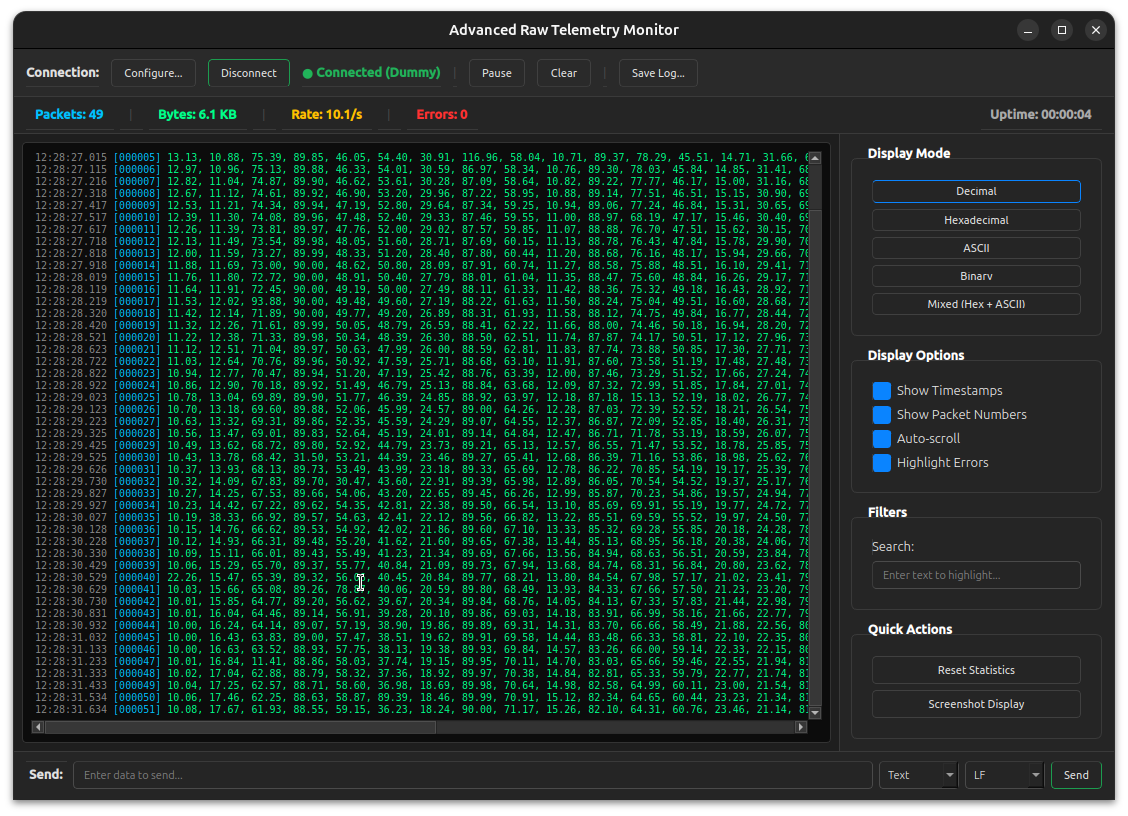 Advanced Raw Telemetry Monitor
Connection: Configure... Disconnect Connected (Dummy) Pause Clear Save Log...
Packets: 49 Bytes: 6.1 KB Rate: 10.1/s Errors: 0 Uptime: 00:00:04
12:28:27.015 [000005] 13.13, 10.88, 75.39, 89.85, 46.05, 54.40, 30.91, 116.96, 58.04, 10.71, 89.37, 78.29, 45.51, 14.71, 31.66,
12:28:27.115 [000006] 12.97, 10.96, 75.13, 89.88, 46.33, 54.01, 30.59, 86.97, 58.34, 10.76, 89.30, 78.03, 45.84, 14.85, 31.41,
12:28:27.216 [000007] 12.82, 11.04, 74.87, 89.90, 46.62, 53.61, 30.28, 87.09, 58.64, 10.82, 89.22, 77.77, 46.17, 15.00, 31.16,
12:28:27.318 [000008] 12.67, 11.12, 74.61, 89.92, 46.90, 53.20, 29.96, 87.22, 58.95, 10.88, 89.14, 77.51, 46.51, 15.15, 30.90,
12:28:27.417 [000009] 12.53, 11.21, 74.34, 89.94, 47.19, 52.80, 29.64, 87.34, 59.25, 10.94, 89.06, 77.24, 46.84, 15.31, 30.65,
12:28:27.517 [000010] 12.39, 11.30, 74.08, 89.96, 47.48, 52.40, 29.33, 87.46, 59.55, 11.00, 88.97, 68.19, 47.17, 15.46, 30.40,
12:28:27.617 [000011] 12.26, 11.39, 73.81, 89.97, 47.76, 52.00, 29.02, 87.57, 59.85, 11.07, 88.88, 76.70, 47.51, 15.62, 30.15,
12:28:27.718 [000012] 12.13, 11.49, 73.54, 89.98, 48.05, 51.60, 28.71, 87.69, 60.15, 11.13, 88.78, 76.43, 47.84, 15.78, 29.90,
12:28:27.818 [000013] 12.00, 11.59, 73.27, 89.99, 48.33, 51.20, 28.40, 87.80, 60.44, 11.20, 88.68, 76.16, 48.17, 15.94, 29.66,
12:28:27.918 [000014] 11.88, 11.69, 73.00, 90.00, 48.62, 50.80, 28.09, 87.91, 60.74, 11.27, 88.58, 75.88, 48.51, 16.10, 29.41,
12:28:28.019 [000015] 11.76, 11.80, 72.72, 90.00, 48.91, 50.40, 27.79, 88.01, 61.04, 11.35, 88.47, 75.60, 48.84, 16.26, 29.17,
12:28:28.119 [000016] 11.64, 11.91, 72.45, 90.00, 49.19, 50.00, 27.49, 88.11, 61.33, 11.42, 88.36, 75.32, 49.18, 16.43, 28.92,
12:28:28.219 [000017] 11.53, 12.02, 93.88, 90.00, 49.48, 49.60, 27.19, 88.22, 61.63, 11.50, 88.24, 75.04, 49.51, 16.60, 28.68,
12:28:28.320 [000018] 11.42, 12.14, 71.89, 90.00, 49.77, 49.20, 26.89, 88.31, 61.93, 11.58, 88.12, 74.75, 49.84, 16.77, 28.44,
12:28:28.420 [000019] 11.32, 12.26, 71.61, 89.99, 50.05, 48.79, 26.59, 88.41, 62.22, 11.66, 88.00, 74.46, 50.18, 16.94, 28.20,
12:28:28.521 [000020] 11.22, 12.38, 71.33, 89.98, 50.34, 48.39, 26.30, 88.50, 62.51, 11.74, 87.87, 74.17, 50.51, 17.12, 27.96,
12:28:28.623 [000021] 11.12, 12.51, 71.04, 89.97, 50.63, 47.99, 26.00, 88.59, 62.81, 11.83, 87.74, 73.88, 50.85, 17.30, 27.71,
12:28:28.722 [000022] 11.03, 12.64, 70.76, 89.96, 50.92, 47.59, 25.71, 88.68, 63.10, 11.91, 87.60, 73.58, 51.19, 17.48, 27.48,
12:28:28.822 [000023] 10.94, 12.77, 70.47, 89.94, 51.20, 47.19, 25.42, 88.76, 63.39, 12.00, 87.46, 73.29, 51.52, 17.66, 27.24,
12:28:28.922 [000024] 10.86, 12.90, 70.18, 89.92, 51.49, 46.79, 25.13, 88.84, 63.68, 12.09, 87.32, 72.99, 51.85, 17.84, 27.01,
12:28:29.023 [000025] 10.78, 13.04, 69.89, 89.90, 51.77, 46.39, 24.85, 88.92, 63.97, 12.18, 87.18, 15.13, 52.19, 18.02, 26.77,
12:28:29.123 [000026] 10.70, 13.18, 69.60, 89.88, 52.06, 45.99, 24.57, 89.00, 64.26, 12.28, 87.03, 72.39, 52.52, 18.21, 26.54,
12:28:29.223 [000027] 10.63, 13.32, 69.31, 89.86, 52.35, 45.59, 24.29, 89.07, 64.55, 12.37, 86.87, 72.09, 52.85, 18.40, 26.31,
12:28:29.325 [000028] 10.56, 13.47, 69.01, 89.83, 52.64, 45.19, 24.01, 89.14, 64.84, 12.47, 86.71, 71.78, 53.19, 18.59, 26.07,
12:28:29.425 [000029] 10.49, 13.62, 68.72, 89.80, 52.92, 44.79, 23.73, 89.21, 65.13, 12.57, 86.55, 71.47, 53.52, 18.78, 25.85,
12:28:29.525 [000030] 10.43, 13.78, 68.42, 31.50, 53.21, 44.39, 23.46, 89.27, 65.41, 12.68, 86.39, 71.16, 53.86, 18.98, 25.62,
12:28:29.626 [000031] 10.37, 13.93, 68.13, 89.73, 53.49, 43.99, 23.18, 89.33, 65.69, 12.78, 86.22, 70.85, 54.19, 19.17, 25.39,
12:28:29.730 [000032] 10.32, 14.09, 67.83, 89.70, 30.47, 43.60, 22.91, 89.39, 65.98, 12.89, 86.05, 70.54, 54.52, 19.37, 25.17,
12:28:29.827 [000033] 10.27, 14.25, 67.53, 89.66, 54.06, 43.20, 22.65, 89.45, 66.26, 12.99, 85.87, 70.23, 54.86, 19.57, 24.94,
12:28:29.927 [000034] 10.23, 14.42, 67.22, 89.62, 54.35, 42.81, 22.38, 89.50, 66.54, 13.10, 85.69, 69.91, 55.19, 19.77, 24.72,
12:28:30.027 [000035] 10.19, 38.33, 66.92, 89.57, 54.63, 42.41, 22.12, 89.56, 66.82, 13.22, 85.51, 69.59, 55.52, 19.97, 24.50,
12:28:30.128 [000036] 10.15, 14.76, 66.62, 89.53, 54.92, 42.02, 21.86, 89.60, 67.10, 13.33, 85.32, 69.28, 55.85, 20.18, 24.28,
12:28:30.228 [000037] 10.12, 14.93, 66.31, 89.48, 55.20, 41.62, 21.60, 89.65, 67.38, 13.44, 85.13, 68.95, 56.18, 20.38, 24.06,
12:28:30.330 [000038] 10.09, 15.11, 66.01, 89.43, 55.49, 41.23, 21.34, 89.69, 67.66, 13.56, 84.94, 68.63, 56.51, 20.59, 23.84,
12:28:30.429 [000039] 10.06, 15.29, 65.70, 89.37, 55.77, 40.84, 21.09, 89.73, 67.94, 13.68, 84.74, 68.31, 56.84, 20.80, 23.62,
12:28:30.529 [000040] 22.26, 15.47, 65.39, 89.32, 40.45, 20.84, 89.77, 68.21, 13.80, 84.54, 67.98, 57.17, 21.02, 23.41,
12:28:30.629 [000041] 10.03, 15.66, 65.08, 89.26, 40.06, 20.59, 89.80, 68.49, 13.93, 84.33, 67.66, 57.50, 21.23, 23.20,
12:28:30.730 [000042] 10.01, 15.85, 64.77, 89.20, 56.62, 39.67, 20.34, 89.84, 68.76, 14.05, 84.13, 67.33, 57.83, 21.44, 22.98,
12:28:30.831 [000043] 10.01, 16.04, 64.46, 89.14, 56.91, 39.28, 20.10, 89.86, 69.03, 14.18, 83.91, 66.99, 58.16, 21.66, 22.77,
12:28:30.932 [000044] 10.00, 16.24, 64.14, 89.07, 57.19, 38.90, 19.86, 89.89, 69.31, 14.31, 83.70, 66.66, 58.49, 21.88, 22.56,
12:28:31.032 [000045] 10.00, 16.43, 63.83, 89.00, 57.47, 38.51, 19.62, 89.91, 69.58, 14.44, 83.48, 66.33, 58.81, 22.10, 22.35,
12:28:31.133 [000046] 10.00, 16.63, 63.52, 88.93, 57.75, 38.13, 19.38, 89.93, 69.84, 14.57, 83.26, 66.00, 59.14, 22.33, 22.15,
12:28:31.233 [000047] 10.01, 16.84, 11.41, 88.86, 58.03, 37.74, 19.15, 89.95, 70.11, 14.70, 83.03, 65.66, 59.46, 22.55, 21.94,
12:28:31.333 [000048] 10.02, 17.04, 62.88, 88.79, 58.32, 37.36, 18.92, 89.97, 70.38, 14.84, 82.81, 65.33, 59.79, 22.77, 21.74,
12:28:31.433 [000049] 10.04, 17.25, 62.57, 88.71, 58.60, 36.98, 18.69, 89.98, 70.64, 14.98, 82.58, 64.99, 60.11, 23.00, 21.54,
12:28:31.534 [000050] 10.06, 17.46, 62.25, 88.63, 58.87, 89.39, 18.46, 89.99, 70.91, 15.12, 82.34, 64.65, 60.44, 23.23, 21.34,
12:28:31.634 [000051] 10.08, 17.67, 61.93, 88.55, 59.15, 36.23, 18.24, 90.00, 71.17, 15.26, 82.10, 64.31, 60.76, 23.46, 21.14,
Display Mode
Decimal
Hexadecimal
ASCII
Binary
Mixed (Hex + ASCII)
Display Options
Show Timestamps
Show Packet Numbers
Auto-scroll
Highlight Errors
Filters
Search:
Enter text to highlight...
Quick Actions
Reset Statistics
Screenshot Display
Send: Enter data to send... Text LF Send